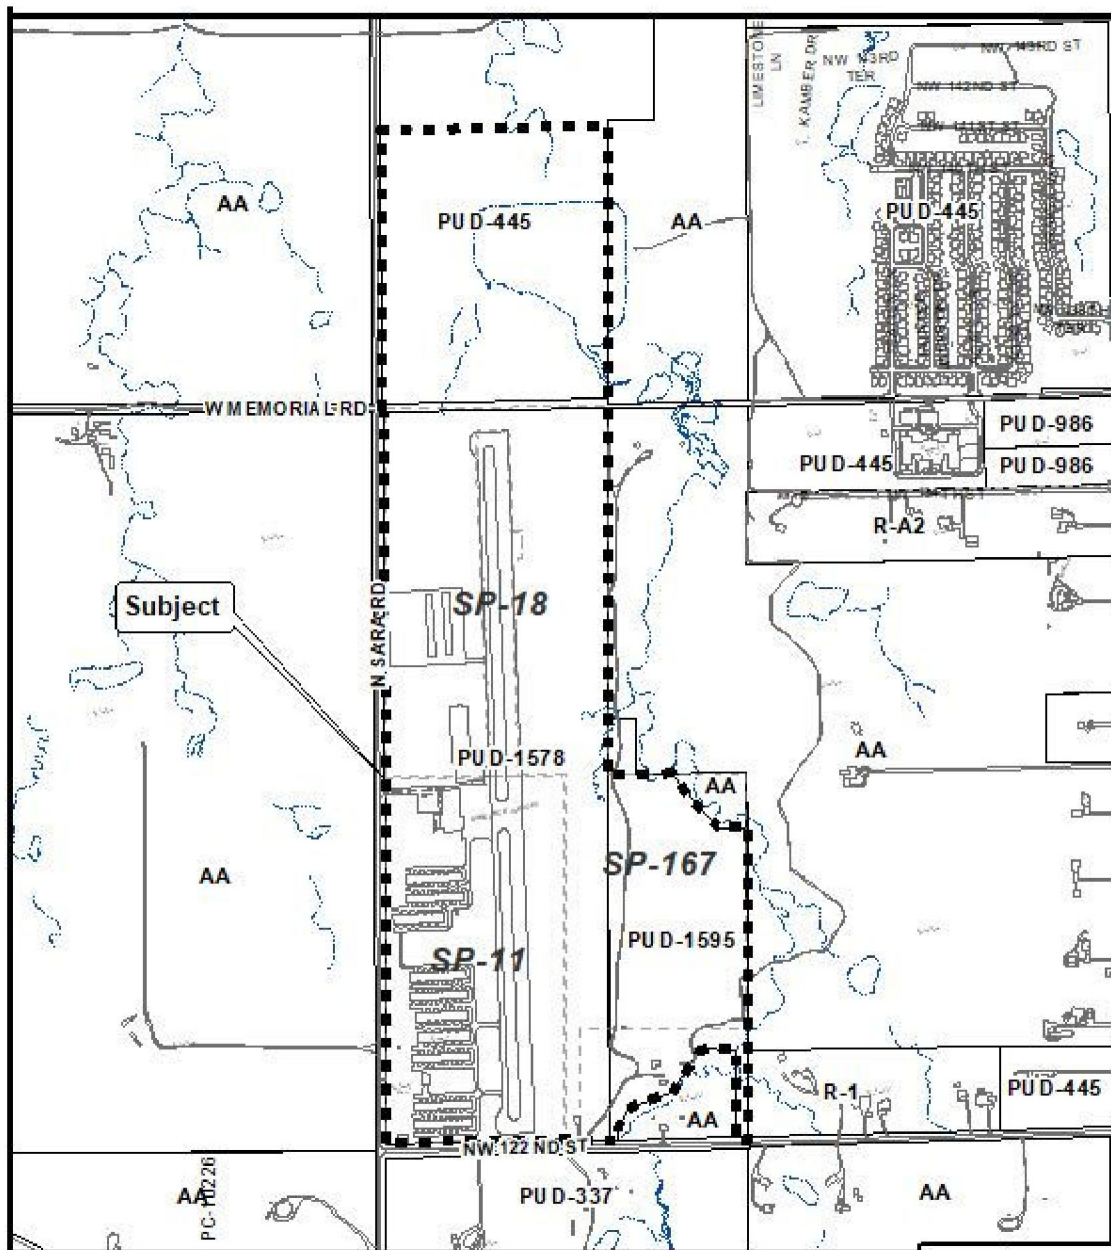 LIMESTONE
LN
T. KAMBER DR
NW 143RD
TER
NW 143RD ST
NW 142ND ST
NW 141ST ST
AA
PUD-445
AA
PUD-445
W MEMORIAL RD
PUD-986
PUD-445
PUD-986
R-A2
N SARA RD
Subject
SP-18
PUD-1578
AA
AA
SP-167
AA
PUD-1595
SP-11
R-1
PUD-445
AA
NW 122ND ST
AA
PC-10226
PUD-337
AA